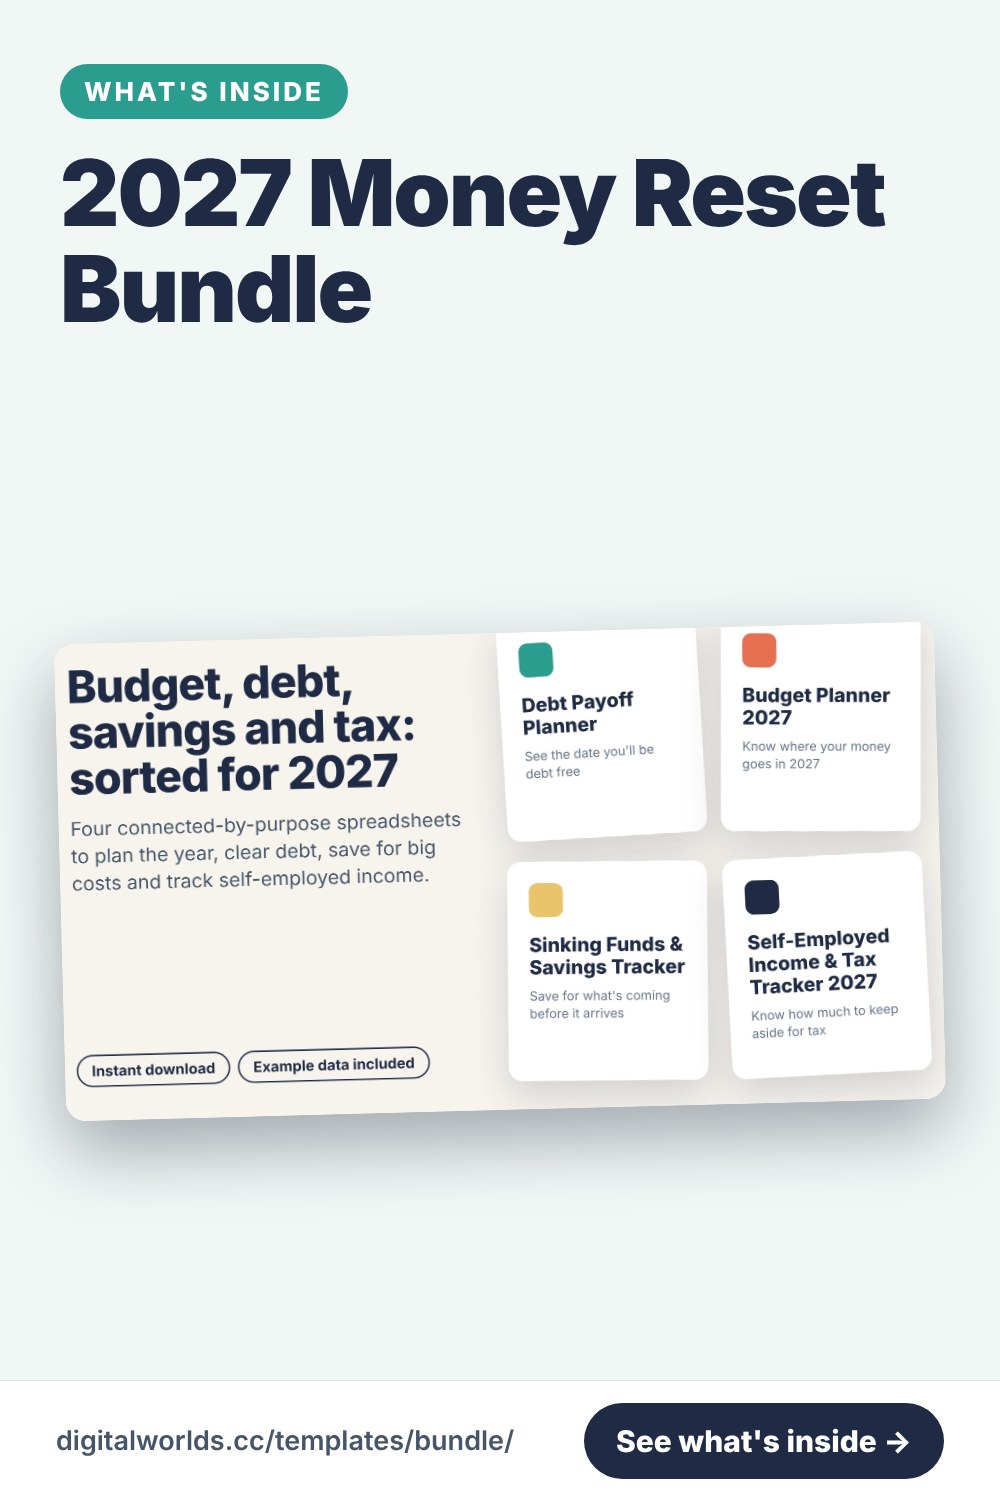 WHAT'S INSIDE
2027 Money Reset
Bundle
Budget, debt,
savings and tax:
sorted for 2027
Four connected-by-purpose spreadsheets
to plan the year, clear debt, save for big
costs and track self-employed income.
Instant download
Example data included
Debt Payoff
Planner
See the date you'll be
debt free
Budget Planner
2027
Know where your money
goes in 2027
Sinking Funds &
Savings Tracker
Save for what's coming
before it arrives
Self-Employed
Income & Tax
Tracker 2027
Know how much to keep
aside for tax
digitalworlds.cc/templates/bundle/
See what's inside →